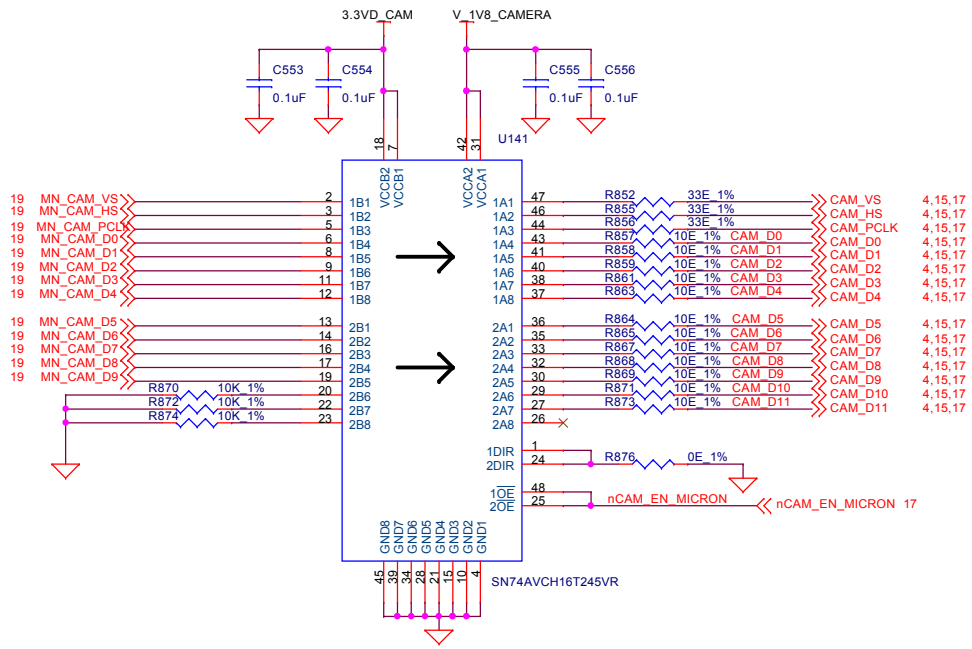 3.3VD_CAM V_1V8_CAMERA
C553 C554 C555 C556
0.1uF 0.1uF 0.1uF 0.1uF
U141
18 7 42 31
VCCB2 VCCB1 VCCA2 VCCA1
19 MN_CAM_VS 2 1B1 1A1 47 R852 33E_1% CAM_VS 4,15,17
19 MN_CAM_HS 3 1B2 1A2 46 R855 33E_1% CAM_HS 4,15,17
19 MN_CAM_PCLK 5 1B3 1A3 44 R856 33E_1% CAM_PCLK 4,15,17
19 MN_CAM_D0 6 1B4 1A4 43 R857 10E_1% CAM_D0 CAM_D0 4,15,17
19 MN_CAM_D1 8 1B5 1A5 41 R858 10E_1% CAM_D1 CAM_D1 4,15,17
19 MN_CAM_D2 9 1B6 1A6 40 R859 10E_1% CAM_D2 CAM_D2 4,15,17
19 MN_CAM_D3 11 1B7 1A7 38 R861 10E_1% CAM_D3 CAM_D3 4,15,17
19 MN_CAM_D4 12 1B8 1A8 37 R863 10E_1% CAM_D4 CAM_D4 4,15,17
19 MN_CAM_D5 13 2B1 2A1 36 R864 10E_1% CAM_D5 CAM_D5 4,15,17
19 MN_CAM_D6 14 2B2 2A2 35 R865 10E_1% CAM_D6 CAM_D6 4,15,17
19 MN_CAM_D7 16 2B3 2A3 33 R867 10E_1% CAM_D7 CAM_D7 4,15,17
19 MN_CAM_D8 17 2B4 2A4 32 R868 10E_1% CAM_D8 CAM_D8 4,15,17
19 MN_CAM_D9 19 2B5 2A5 30 R869 10E_1% CAM_D9 CAM_D9 4,15,17
R870 10K_1% 20 2B6 2A6 29 R871 10E_1% CAM_D10 CAM_D10 4,15,17
R872 10K_1% 22 2B7 2A7 27 R873 10E_1% CAM_D11 CAM_D11 4,15,17
R874 10K_1% 23 2B8 2A8 26
1DIR 1
2DIR 24 R876 0E_1%
1OE 48
2OE 25 nCAM_EN_MICRON nCAM_EN_MICRON 17
GND8 GND7 GND6 GND5 GND4 GND3 GND2 GND1
45 39 34 28 21 15 10 4
SN74AVCH16T245VR